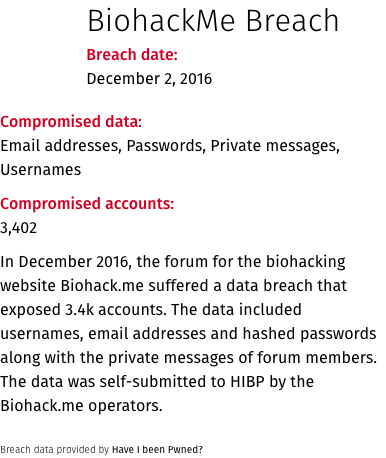 BiohackMe Breach
Breach date:
December 2, 2016
Compromised data:
Email addresses, Passwords, Private messages,
Usernames
Compromised accounts:
3,402
In December 2016, the forum for the biohacking
website Biohack.me suffered a data breach that
exposed 3.4k accounts. The data included
usernames, email addresses and hashed passwords
along with the private messages of forum members.
The data was self-submitted to HIBP by the
Biohack.me operators.
Breach data provided by Have I been Pwned?